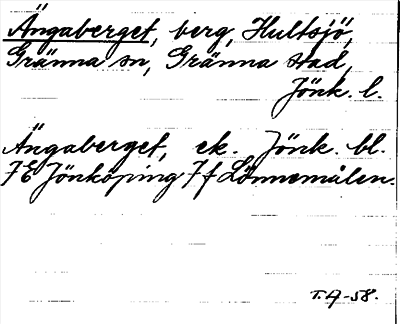 Ängaberget, berg, Hultsjö,
Gränna sn, Gränna stad,
Jönk. l.
Ängaberget, ek. Jönk. bl.
7E Jönköping 7f Lönnemålen.
T.A-58.